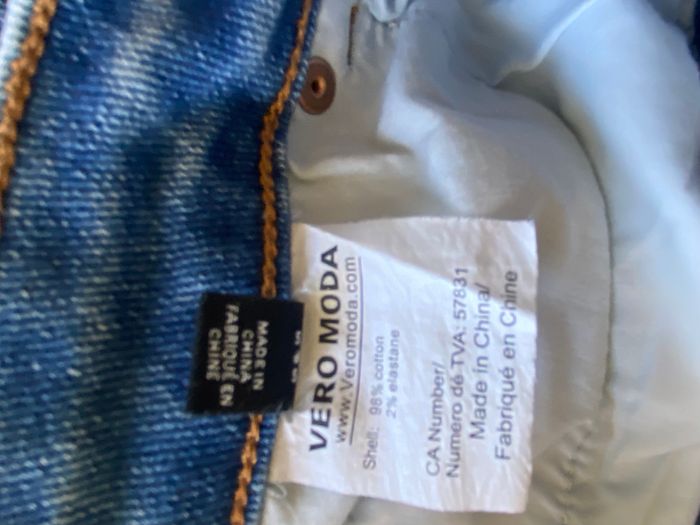 VERO MODA
www.Veromoda.com
Shell: 98% cotton
2% elastane
CA Number/
Numero de TVA: 57831
Made in China/
Fabriqué en Chine
MADE IN
CHINA
FABRIQUÉ EN
CHINE